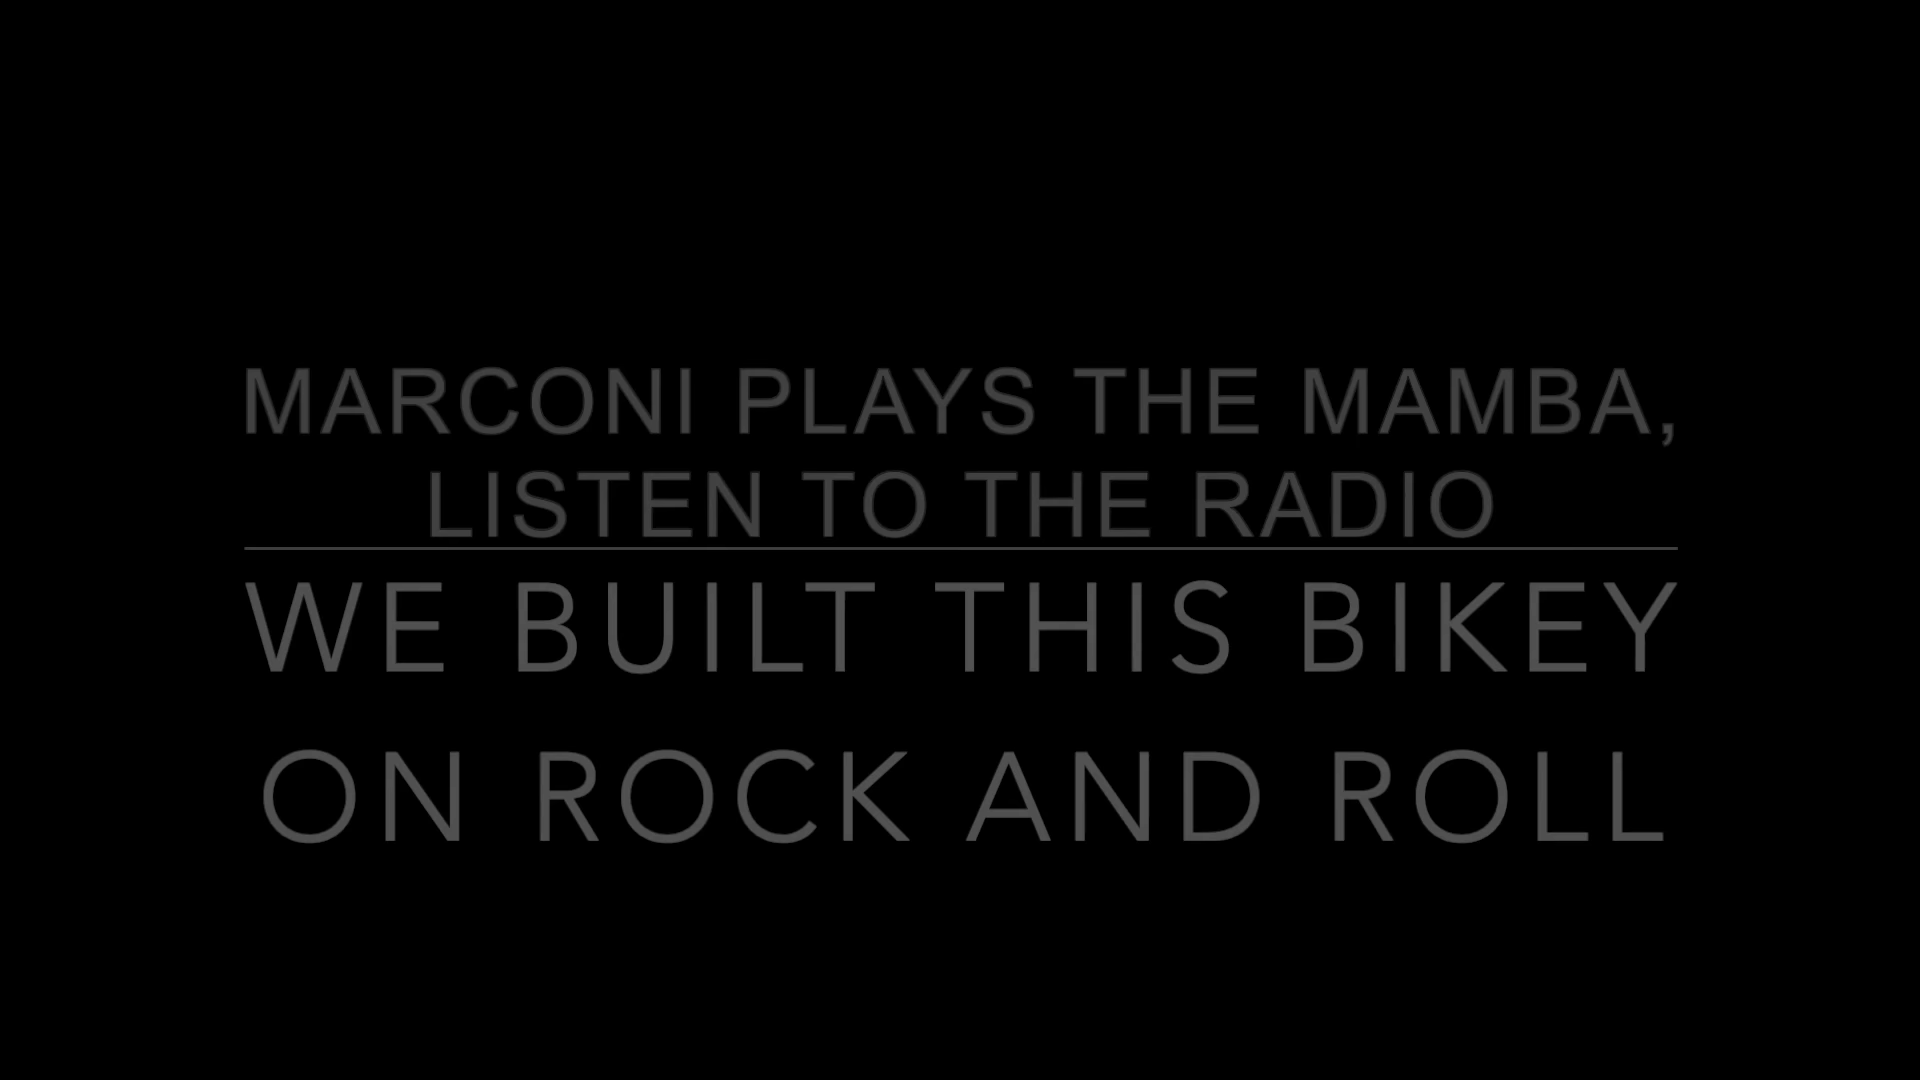 MARCONI PLAYS THE MAMBA,
LISTEN TO THE RADIO
WE BUILT THIS BIKEY
ON ROCK AND ROLL